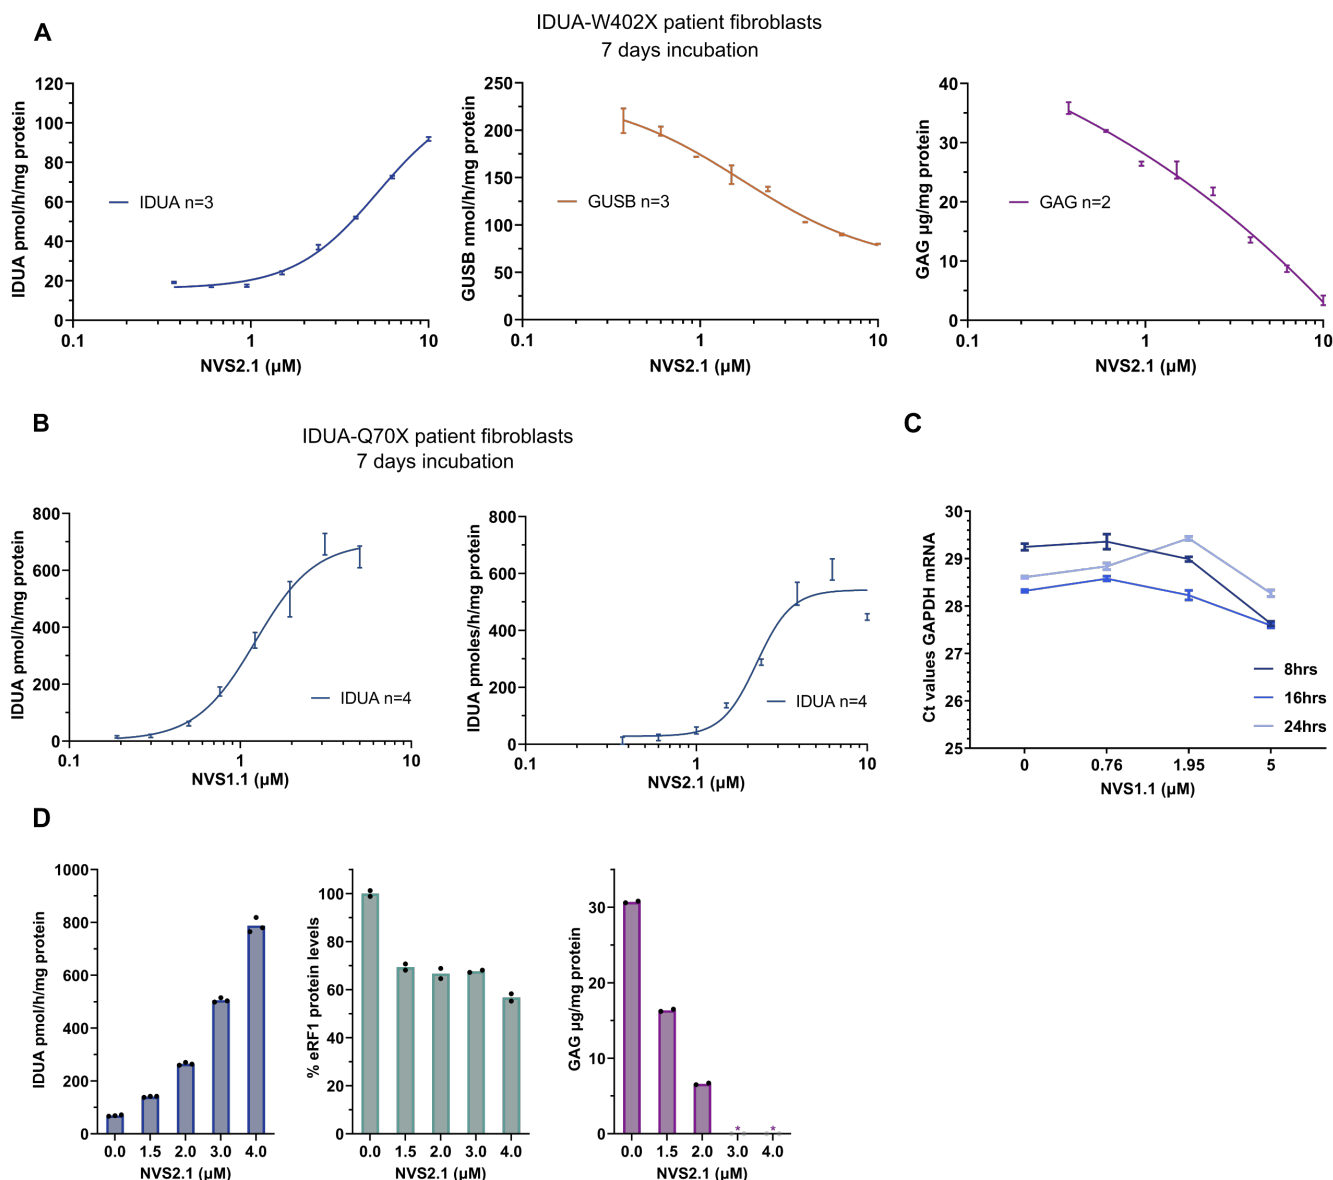 A
IDUA-W402X patient fibroblasts
7 days incubation
IDUA pmol/h/mg protein
120
100
80
60
40
20
0
0.1
1
10
NVS2.1 (µM)
IDUA n=3
GUSB nmol/h/mg protein
250
200
150
100
50
0
0.1
1
10
NVS2.1 (µM)
GUSB n=3
GAG µg/mg protein
40
30
20
10
0
0.1
1
10
NVS2.1 (µM)
GAG n=2
B
IDUA-Q70X patient fibroblasts
7 days incubation
IDUA pmol/h/mg protein
800
600
400
200
0
0.1
1
10
NVS1.1 (µM)
IDUA n=4
IDUA pmoles/h/mg protein
800
600
400
200
0
0.1
1
10
NVS2.1 (µM)
IDUA n=4
C
Ct values GAPDH mRNA
30
29
28
27
26
25
0
0.76
1.95
5
NVS1.1 (µM)
8hrs
16hrs
24hrs
D
IDUA pmol/h/mg protein
1000
800
600
400
200
0
0.0
1.5
2.0
3.0
4.0
NVS2.1 (µM)
% eRF1 protein levels
100
80
60
40
20
0
0.0
1.5
2.0
3.0
4.0
NVS2.1 (µM)
GAG µg/mg protein
30
20
10
0
*
*
0.0
1.5
2.0
3.0
4.0
NVS2.1 (µM)